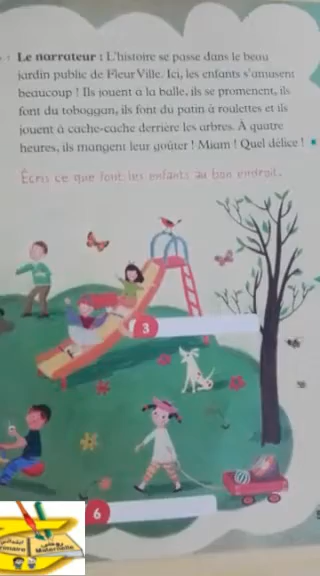 Le narrateur : L'histoire se passe dans le beau
jardin public de Fleur Ville. Ici, les enfants s'amusent
beaucoup ! Ils jouent à la balle, ils se promènent, ils
font du toboggan, ils font du patin à roulettes et ils
jouent à cache-cache derrière les arbres. À quatre
heures, ils mangent leur goûter ! Miam ! Quel délice !
Écris ce que font les enfants au bon endroit.
3
6
Maternelle